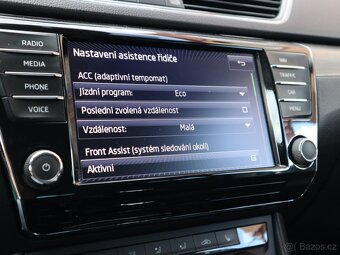 RADIO
MEDIA
PHONE
VOICE
Nastavení asistence řidiče
ACC (adaptivní tempomat)
Jízdní program: Eco
Poslední zvolená vzdálenost
Vzdálenost: Malá
Front Assist (systém sledování okolí)
Aktivní
NAV
TRAFFIC
CAR
MENU
Bazos.cz